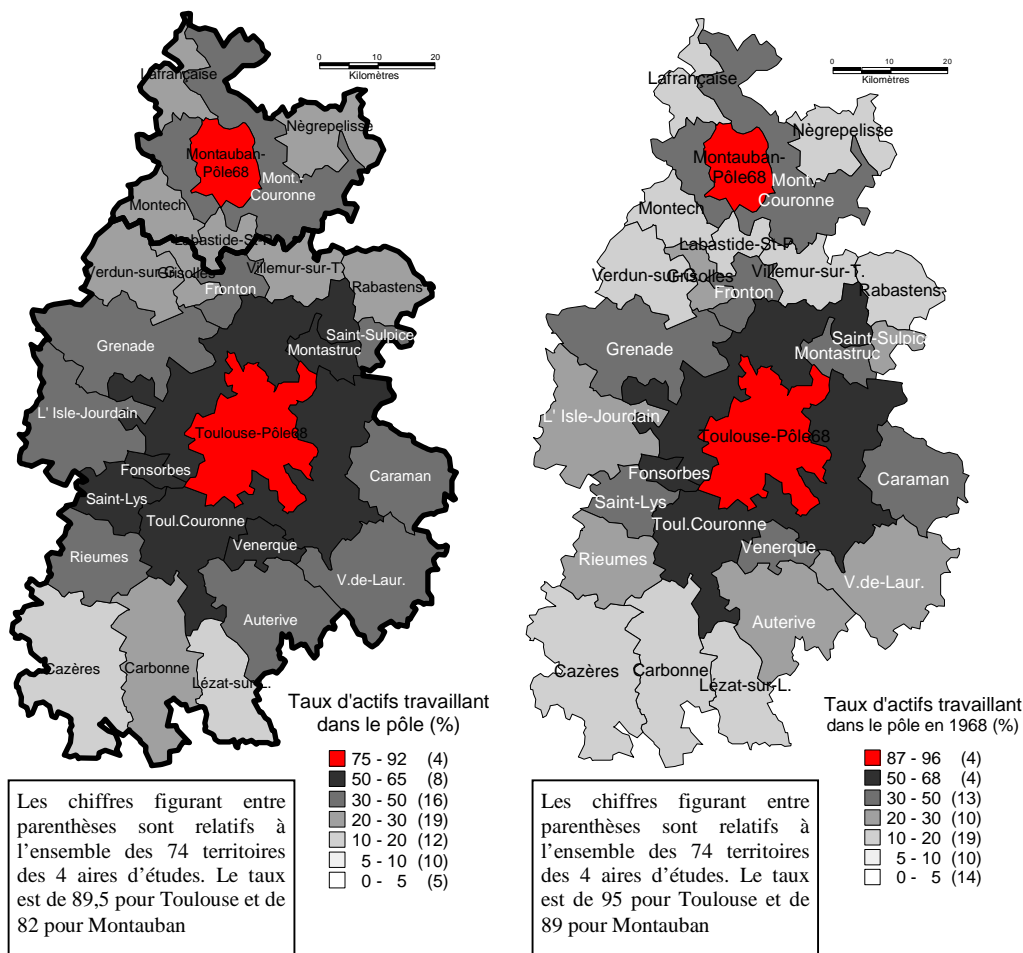 0 10 20
Kilomètres
Lafrançaise
Nègrepelisse
Montauban-
Pôle68
Mont.-
Couronne
Montech
Labastide-St-P.
Verdun-sur-G.
Grisolles
Villemur-sur-T.
Fronton
Rabastens
Saint-Sulpice
Grenade
Montastruc
L' Isle-Jourdain
Toulouse-Pôle68
Fonsorbes
Caraman
Saint-Lys
Toul.Couronne
Venerque
Rieumes
V.de-Laur.
Auterive
Cazères
Carbonne
Lézat-sur-L.
Taux d'actifs travaillant
dans le pôle (%)
75 - 92 (4)
50 - 65 (8)
30 - 50 (16)
20 - 30 (19)
10 - 20 (12)
5 - 10 (10)
0 - 5 (5)
Les chiffres figurant entre
parenthèses sont relatifs à
l'ensemble des 74 territoires
des 4 aires d'études. Le taux
est de 89,5 pour Toulouse et de
82 pour Montauban
0 10 20
Kilomètres
Lafrançaise
Nègrepelisse
Montauban-
Pôle68
Mont.-
Couronne
Montech
Labastide-St-P.
Verdun-sur-G.
Grisolles
Villemur-sur-T.
Fronton
Rabastens-
Saint-Sulpice
Grenade
Montastruc
L' Isle-Jourdain
Toulouse-Pôle68
Fonsorbes
Caraman
Saint-Lys
Toul.Couronne
Venerque
Rieumes
V.de-Laur.
Auterive
Cazères
Carbonne
Lézat-sur-L.
Taux d'actifs travaillant
dans le pôle en 1968 (%)
87 - 96 (4)
50 - 68 (4)
30 - 50 (13)
20 - 30 (10)
10 - 20 (19)
5 - 10 (10)
0 - 5 (14)
Les chiffres figurant entre
parenthèses sont relatifs à
l'ensemble des 74 territoires
des 4 aires d'études. Le taux
est de 95 pour Toulouse et de
89 pour Montauban